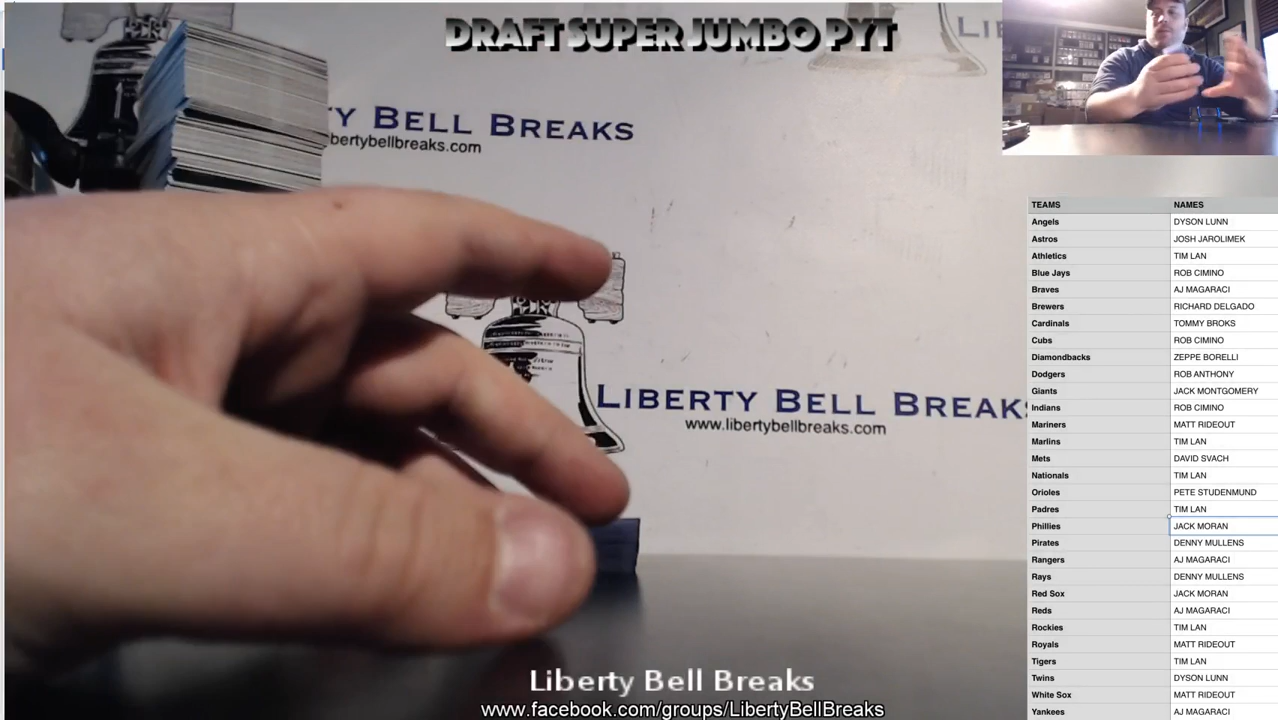 DRAFT SUPER JUMBO PYT
TY BELL BREAKS
bertybellbreaks.com
LIBERTY BELL BREAKS
www.libertybellbreaks.com
TEAMS NAMES
Angels DYSON LUNN
Astros JOSH JAROLIMEK
Athletics TIM LAN
Blue Jays ROB CIMINO
Braves AJ MAGARACI
Brewers RICHARD DELGADO
Cardinals TOMMY BROKS
Cubs ROB CIMINO
Diamondbacks ZEPPE BORELLI
Dodgers ROB ANTHONY
Giants JACK MONTGOMERY
Indians ROB CIMINO
Mariners MATT RIDEOUT
Marlins TIM LAN
Mets DAVID SVACH
Nationals TIM LAN
Orioles PETE STUDENMUND
Padres TIM LAN
Phillies JACK MORAN
Pirates DENNY MULLENS
Rangers AJ MAGARACI
Rays DENNY MULLENS
Red Sox JACK MORAN
Reds AJ MAGARACI
Rockies TIM LAN
Royals MATT RIDEOUT
Tigers TIM LAN
Twins DYSON LUNN
White Sox MATT RIDEOUT
Yankees AJ MAGARACI
Liberty Bell Breaks
www.facebook.com/groups/LibertyBellBreaks